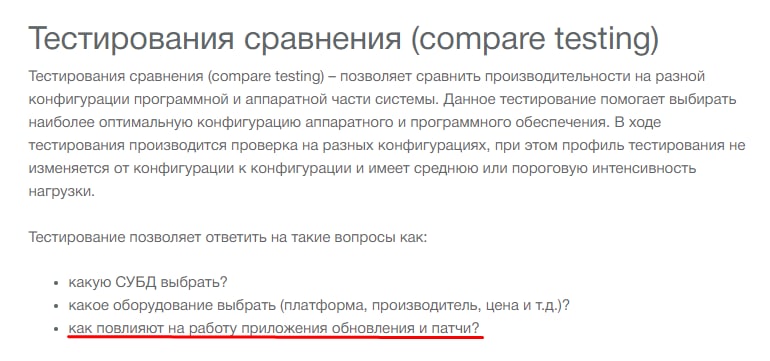 Тестирования сравнения (compare testing)
Тестирования сравнения (compare testing) – позволяет сравнить производительности на разной
конфигурации программной и аппаратной части системы. Данное тестирование помогает выбирать
наиболее оптимальную конфигурацию аппаратного и программного обеспечения. В ходе
тестирования производится проверка на разных конфигурациях, при этом профиль тестирования не
изменяется от конфигурации к конфигурации и имеет среднюю или пороговую интенсивность
нагрузки.
Тестирование позволяет ответить на такие вопросы как:
• какую СУБД выбрать?
• какое оборудование выбрать (платформа, производитель, цена и т.д.)?
• как повлияют на работу приложения обновления и патчи?